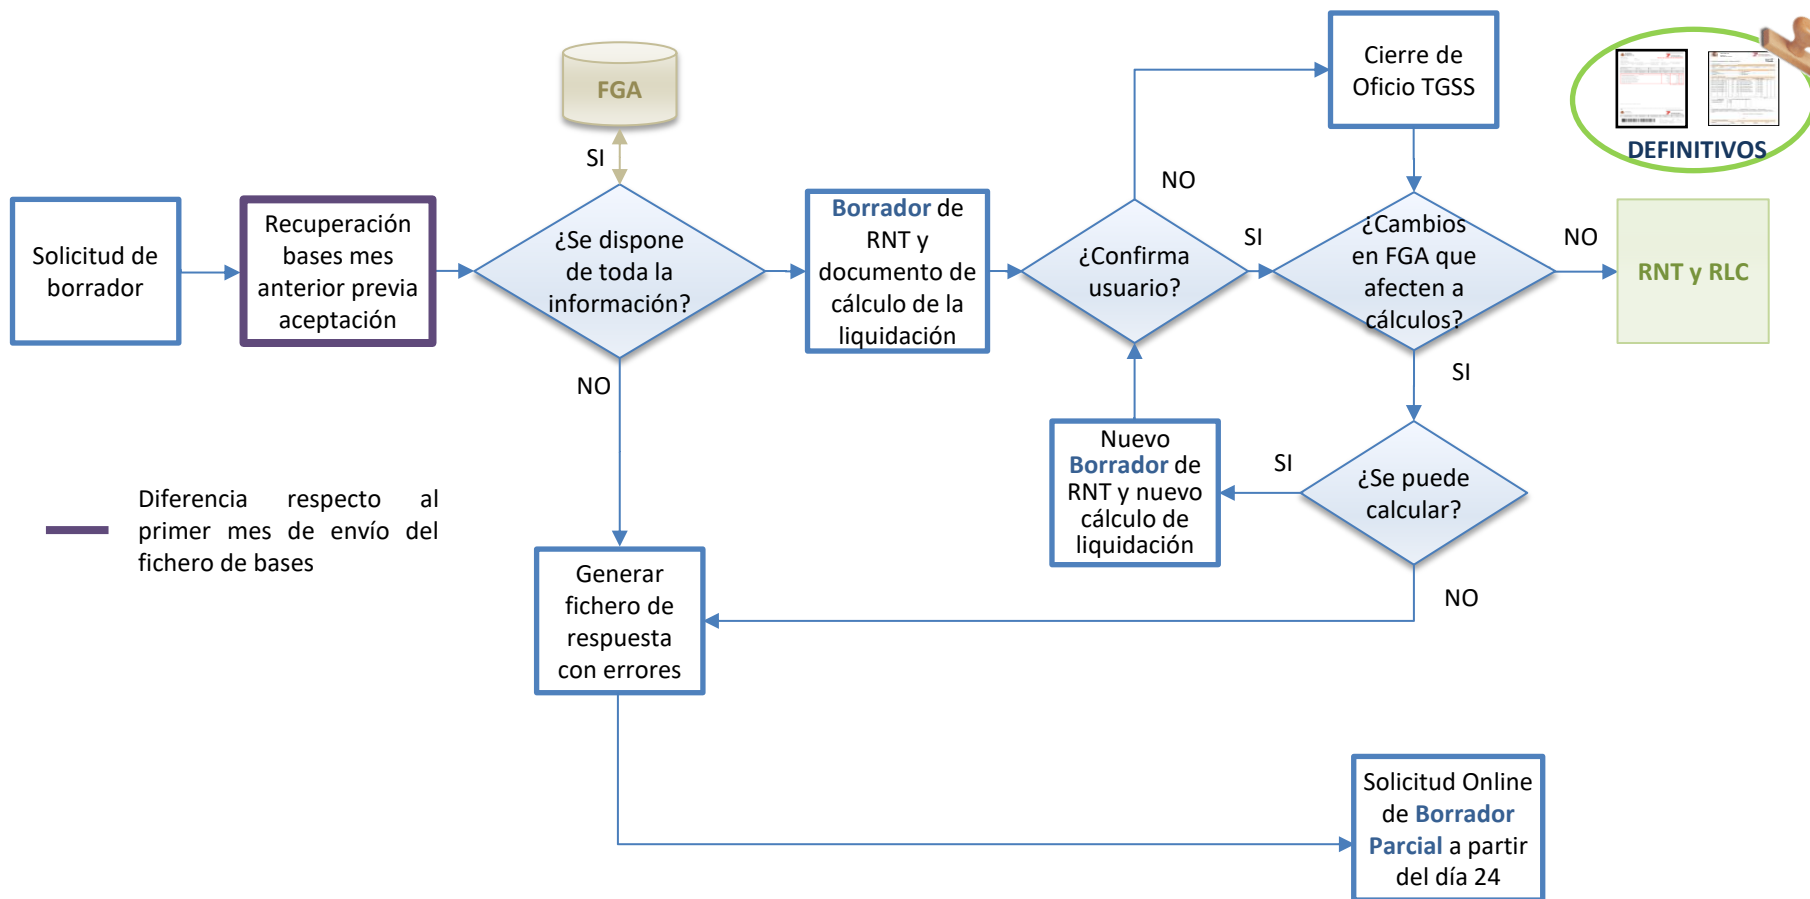 Cierre de
Oficio TGSS
FGA
DEFINITIVOS
SI
NO
Solicitud de
borrador
Recuperación
bases mes
anterior previa
aceptación
¿Se dispone
de toda la
información?
Borrador de
RNT y
documento de
cálculo de la
liquidación
¿Confirma
usuario?
SI
¿Cambios
en FGA que
afecten a
cálculos?
NO
RNT y RLC
NO
SI
Nuevo
Borrador de
RNT y nuevo
cálculo de
liquidación
SI
¿Se puede
calcular?
Diferencia respecto al
primer mes de envío del
fichero de bases
Generar
fichero de
respuesta
con errores
NO
Solicitud Online
de Borrador
Parcial a partir
del día 24